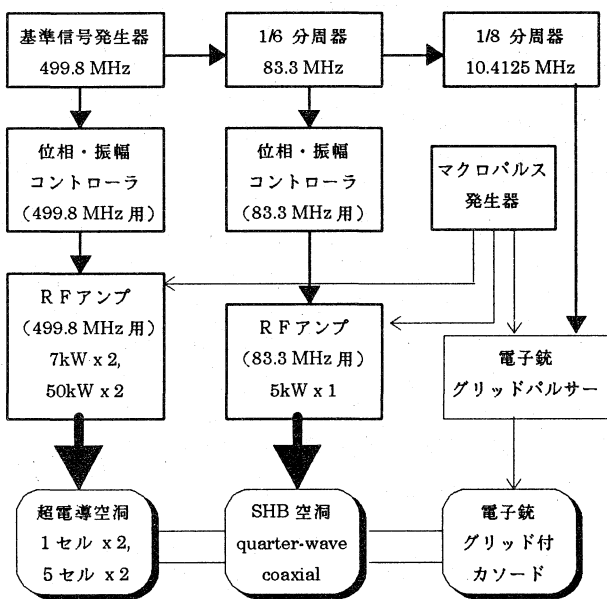 基準信号発生器
499.8 MHz
1/6 分周器
83.3 MHz
1/8 分周器
10.4125 MHz
位相・振幅
コントローラ
(499.8 MHz 用)
位相・振幅
コントローラ
(83.3 MHz 用)
マクロパルス
発生器
RFアンプ
(499.8 MHz 用)
7kW x 2,
50kW x 2
RFアンプ
(83.3 MHz 用)
5kW x 1
電子銃
グリッドパルサー
超電導空洞
1セル x 2,
5セル x 2
SHB 空洞
quarter-wave
coaxial
電子銃
グリッド付
カソード